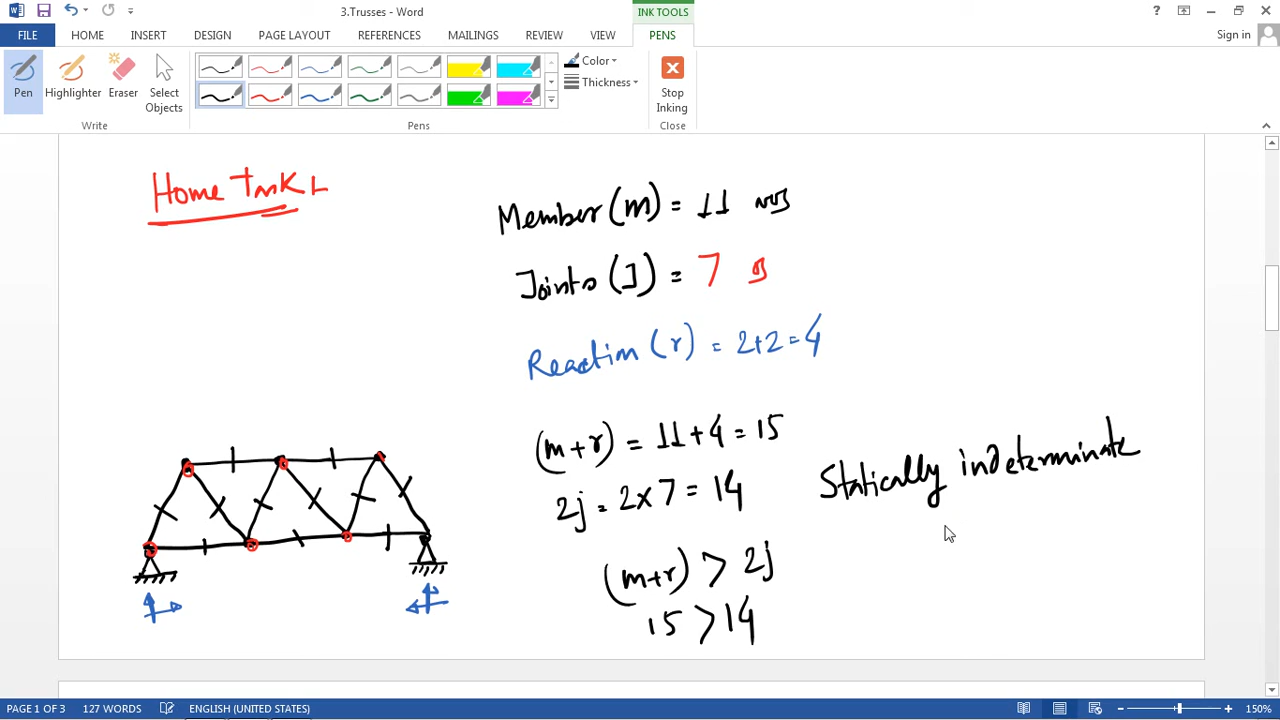 3.Trusses - Word
INK TOOLS
FILE HOME INSERT DESIGN PAGE LAYOUT REFERENCES MAILINGS REVIEW VIEW PENS Sign in
Pen Highlighter Eraser Select Objects
Color
Thickness
Stop Inking
Write Pens Close
Member (m) = 11 nos
Joints (J) = 7
Reaction (r) = 2+2=4
(m+r) = 11+4=15
2j = 2x7 = 14
Statically indeterminate
(m+r) > 2j
15 > 14
Home
PAGE 1 OF 3 127 WORDS ENGLISH (UNITED STATES) 150%